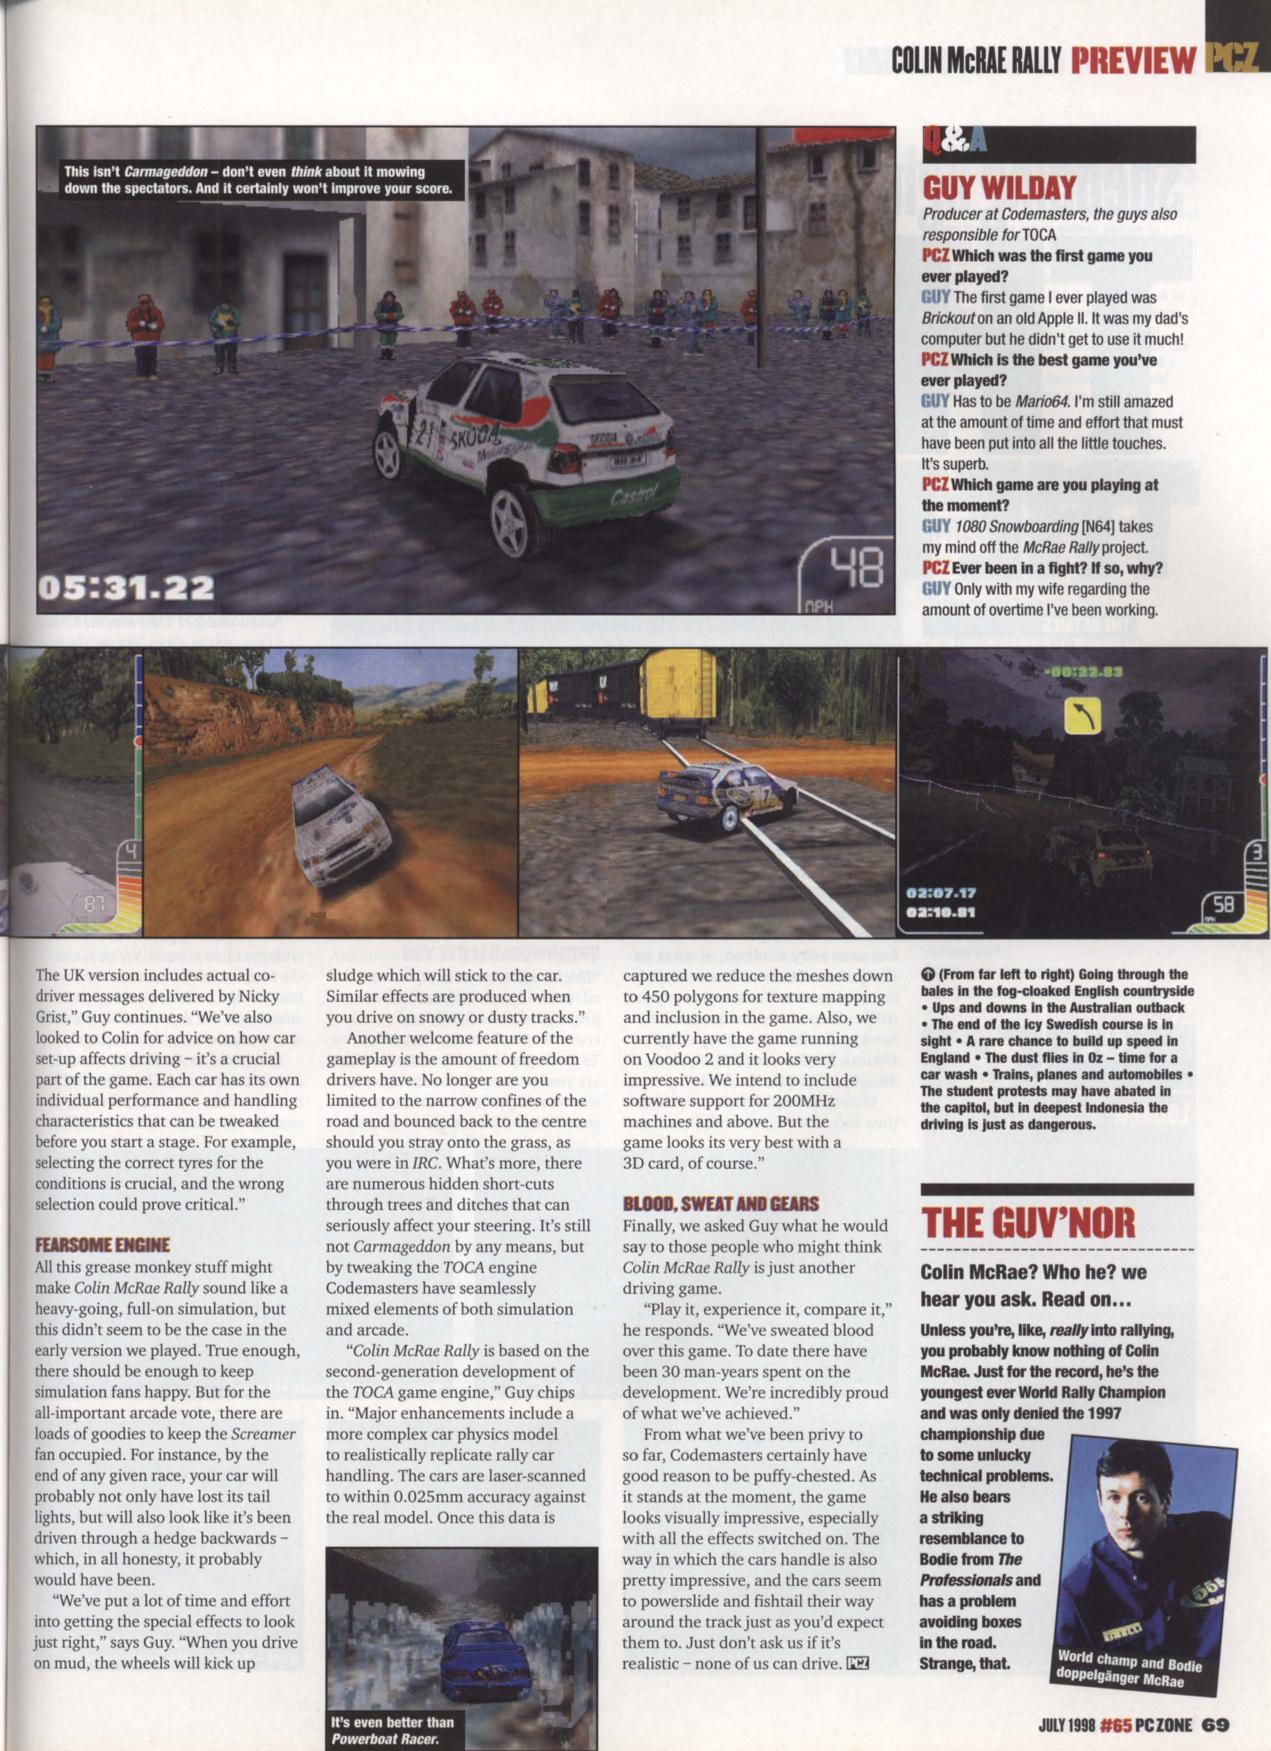 COLIN McRAE RALLY PREVIEW PCZ
This isn't Carmageddon – don't even think about it mowing
down the spectators. And it certainly won't improve your score.
21 SKODA
SKODA
Castrol
05:31.22
48
MPH
Q&A
GUY WILDAY
Producer at Codemasters, the guys also
responsible for TOCA
PCZ Which was the first game you
ever played?
GUY The first game I ever played was
Brickout on an old Apple II. It was my dad's
computer but he didn't get to use it much!
PCZ Which is the best game you've
ever played?
GUY Has to be Mario64. I'm still amazed
at the amount of time and effort that must
have been put into all the little touches.
It's superb.
PCZ Which game are you playing at
the moment?
GUY 1080 Snowboarding [N64] takes
my mind off the McRae Rally project.
PCZ Ever been in a fight? If so, why?
GUY Only with my wife regarding the
amount of overtime I've been working.
4
87
7
-00:22.83
02:07.17
02:10.81
3
58
MPH
The UK version includes actual co-
driver messages delivered by Nicky
Grist,” Guy continues. “We've also
looked to Colin for advice on how car
set-up affects driving – it's a crucial
part of the game. Each car has its own
individual performance and handling
characteristics that can be tweaked
before you start a stage. For example,
selecting the correct tyres for the
conditions is crucial, and the wrong
selection could prove critical.”
FEARSOME ENGINE
All this grease monkey stuff might
make Colin McRae Rally sound like a
heavy-going, full-on simulation, but
this didn't seem to be the case in the
early version we played. True enough,
there should be enough to keep
simulation fans happy. But for the
all-important arcade vote, there are
loads of goodies to keep the Screamer
fan occupied. For instance, by the
end of any given race, your car will
probably not only have lost its tail
lights, but will also look like it's been
driven through a hedge backwards –
which, in all honesty, it probably
would have been.
“We've put a lot of time and effort
into getting the special effects to look
just right,” says Guy. “When you drive
on mud, the wheels will kick up
sludge which will stick to the car.
Similar effects are produced when
you drive on snowy or dusty tracks.”
Another welcome feature of the
gameplay is the amount of freedom
drivers have. No longer are you
limited to the narrow confines of the
road and bounced back to the centre
should you stray onto the grass, as
you were in IRC. What's more, there
are numerous hidden short-cuts
through trees and ditches that can
seriously affect your steering. It's still
not Carmageddon by any means, but
by tweaking the TOCA engine
Codemasters have seamlessly
mixed elements of both simulation
and arcade.
“Colin McRae Rally is based on the
second-generation development of
the TOCA game engine,” Guy chips
in. “Major enhancements include a
more complex car physics model
to realistically replicate rally car
handling. The cars are laser-scanned
to within 0.025mm accuracy against
the real model. Once this data is
It's even better than
Powerboat Racer.
captured we reduce the meshes down
to 450 polygons for texture mapping
and inclusion in the game. Also, we
currently have the game running
on Voodoo 2 and it looks very
impressive. We intend to include
software support for 200MHz
machines and above. But the
game looks its very best with a
3D card, of course.”
BLOOD, SWEAT AND GEARS
Finally, we asked Guy what he would
say to those people who might think
Colin McRae Rally is just another
driving game.
“Play it, experience it, compare it,”
he responds. “We've sweated blood
over this game. To date there have
been 30 man-years spent on the
development. We're incredibly proud
of what we've achieved.”
From what we've been privy to
so far, Codemasters certainly have
good reason to be puffy-chested. As
it stands at the moment, the game
looks visually impressive, especially
with all the effects switched on. The
way in which the cars handle is also
pretty impressive, and the cars seem
to powerslide and fishtail their way
around the track just as you'd expect
them to. Just don't ask us if it's
realistic – none of us can drive. PCZ
(From far left to right) Going through the
bales in the fog-cloaked English countryside
• Ups and downs in the Australian outback
• The end of the icy Swedish course is in
sight • A rare chance to build up speed in
England • The dust flies in Oz – time for a
car wash • Trains, planes and automobiles •
The student protests may have abated in
the capitol, but in deepest Indonesia the
driving is just as dangerous.
THE GUV'NOR
Colin McRae? Who he? we
hear you ask. Read on...
Unless you're, like, really into rallying,
you probably know nothing of Colin
McRae. Just for the record, he's the
youngest ever World Rally Champion
and was only denied the 1997
championship due
to some unlucky
technical problems.
He also bears
a striking
resemblance to
Bodie from The
Professionals and
has a problem
avoiding boxes
in the road.
Strange, that.
555
PIRELLI
World champ and Bodie
doppelgänger McRae
JULY 1998 #65 PC ZONE 69